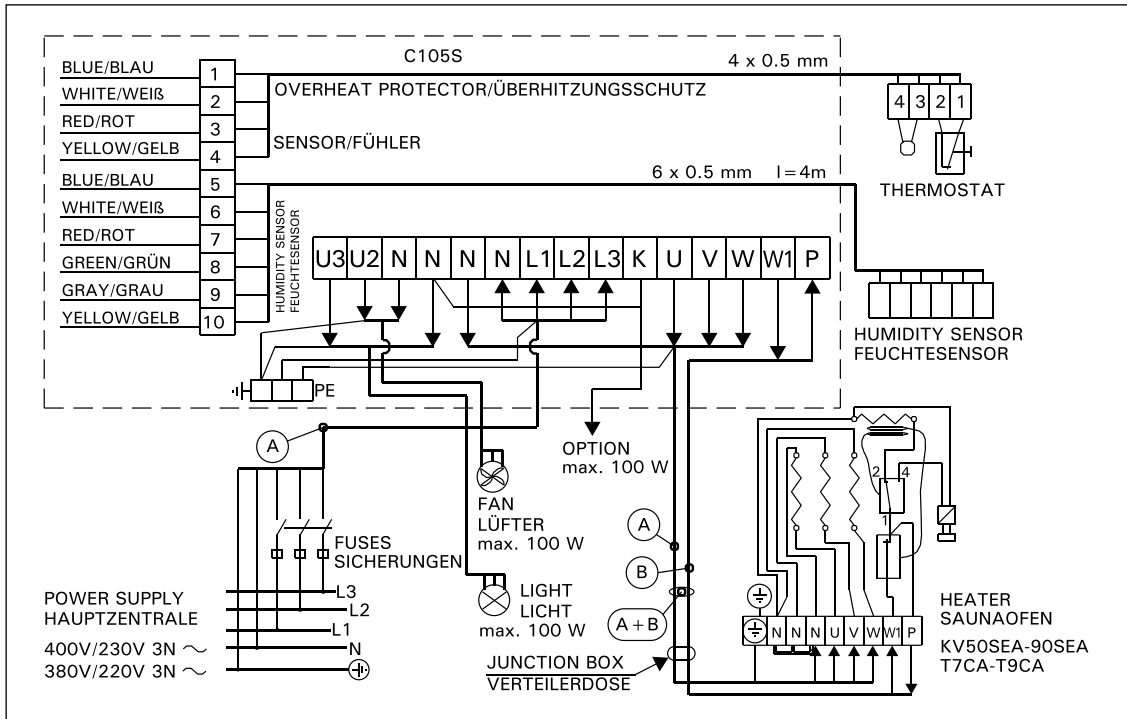 C105S
4 x 0.5 mm
BLUE/BLAU 1
WHITE/WEIß 2
RED/ROT 3
YELLOW/GELB 4
BLUE/BLAU 5
WHITE/WEIß 6
RED/ROT 7
GREEN/GRÜN 8
GRAY/GRAU 9
YELLOW/GELB 10
OVERHEAT PROTECTOR/ÜBERHITZUNGSSCHUTZ
SENSOR/FÜHLER
4 3 2 1
THERMOSTAT
6 x 0.5 mm l=4m
HUMIDITY SENSOR
FEUCHTESENSOR
U3 U2 N N N N L1 L2 L3 K U V W W1 P
HUMIDITY SENSOR
FEUCHTESENSOR
PE
A
OPTION
max. 100 W
FAN
LÜFTER
max. 100 W
FUSES
SICHERUNGEN
LIGHT
LICHT
max. 100 W
POWER SUPPLY
HAUPTZENTRALE
400V/230V 3N ~
380V/220V 3N ~
L3
L2
L1
N
A
B
A+B
JUNCTION BOX
VERTEILERDOSE
2 4
1
N N N U V W W1 P
HEATER
SAUNAOFEN
KV50SEA-90SEA
T7CA-T9CA